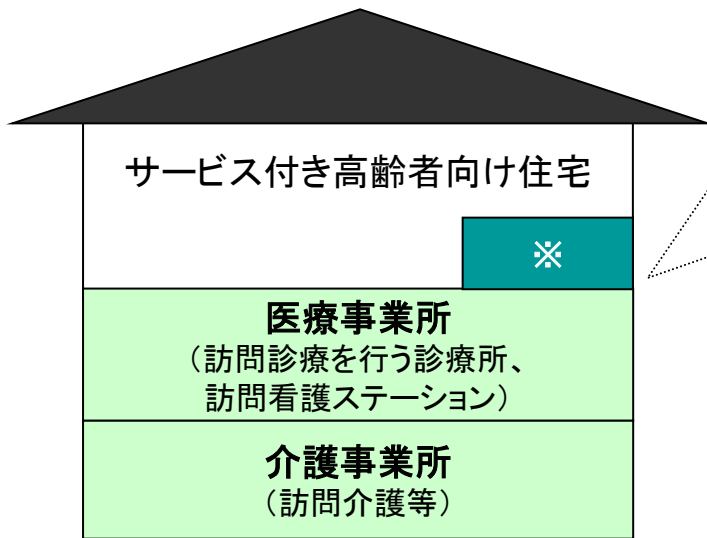 サービス付き高齢者向け住宅
※
医療事業所
(訪問診療を行う診療所、
訪問看護ステーション)
介護事業所
(訪問介護等)